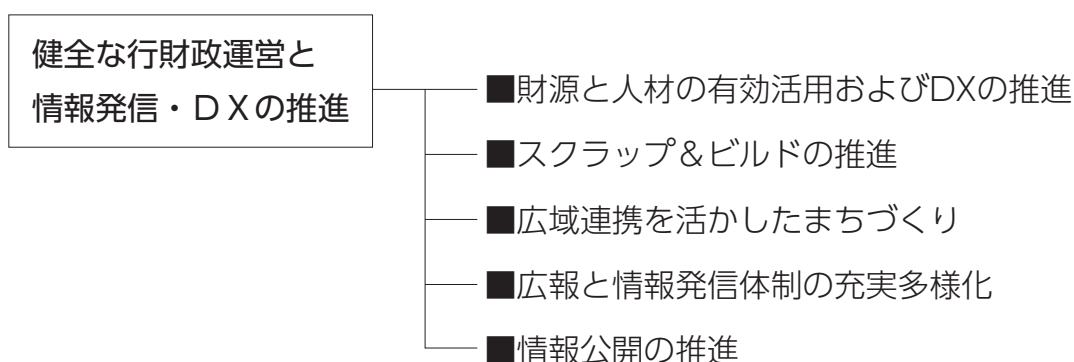 健全な行財政運営と
情報発信・ＤＸの推進
■財源と人材の有効活用およびDXの推進
■スクラップ＆ビルドの推進
■広域連携を活かしたまちづくり
■広報と情報発信体制の充実多様化
■情報公開の推進